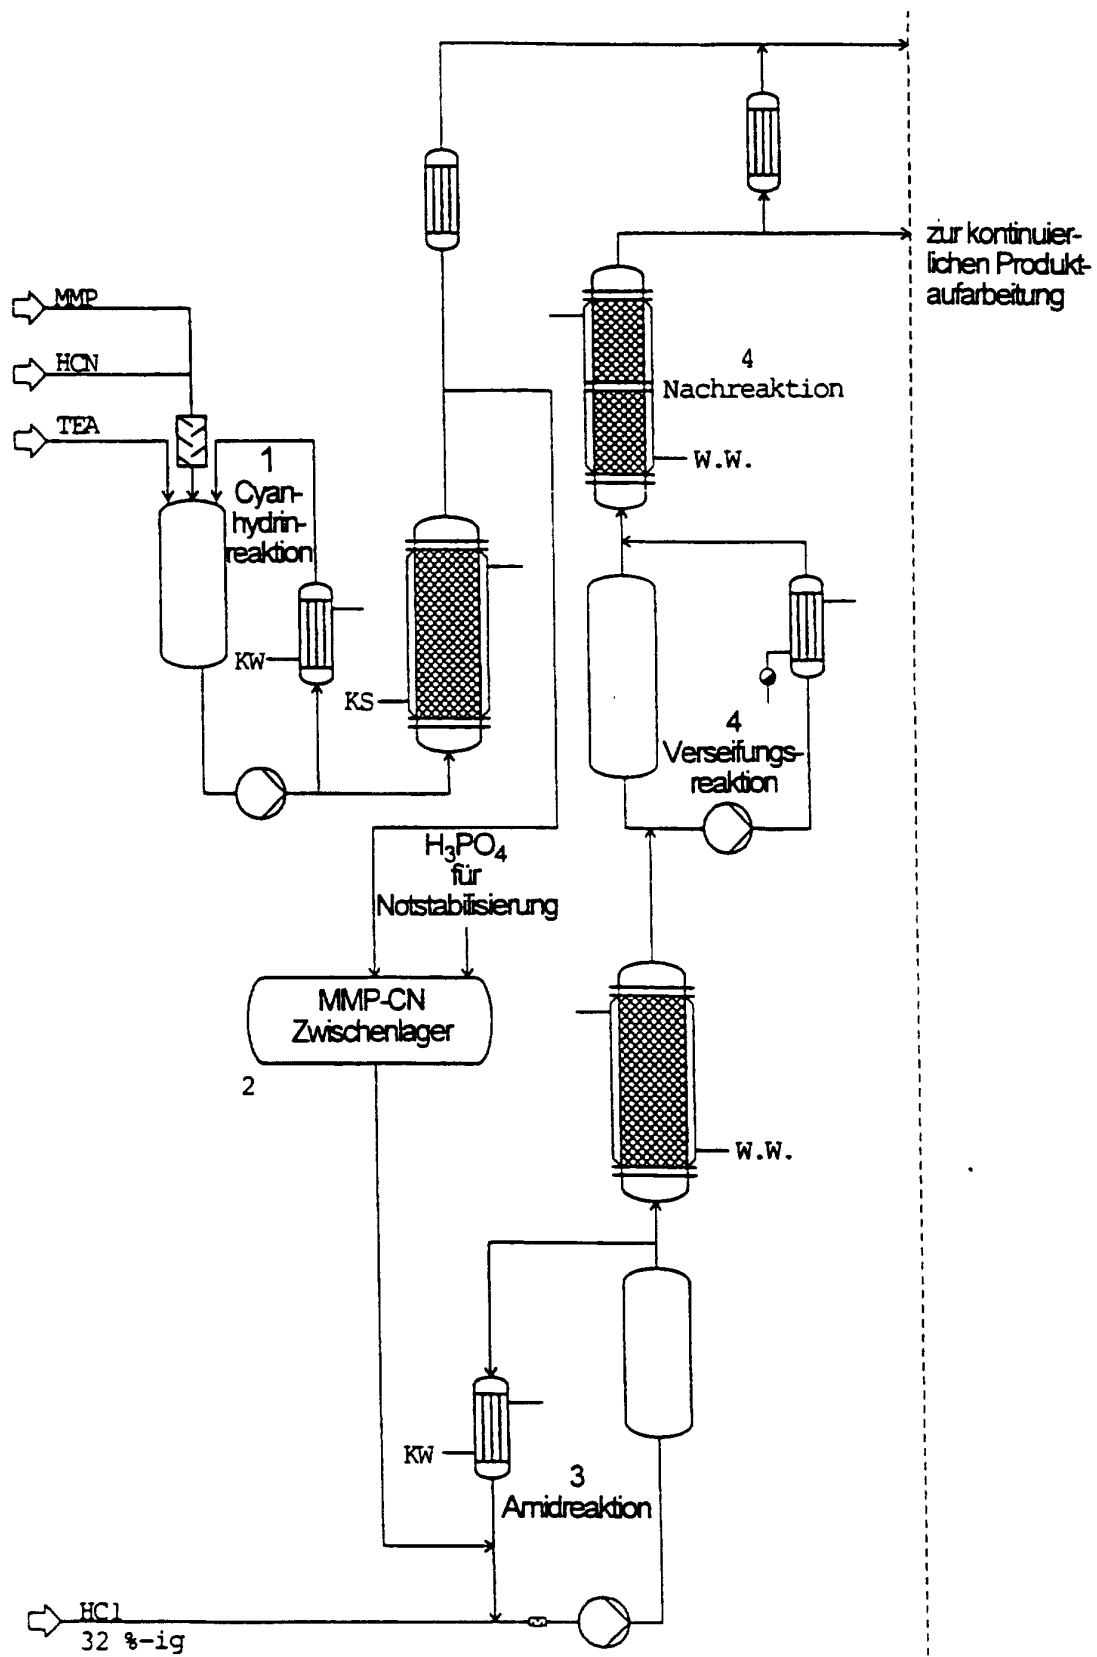 zur kontinuier-
lichen Produkt-
aufarbeitung
MMP
HCN
TEA
1
Cyan-
hydrin-
reaktion
KW
KS
4
Nachreaktion
W.W.
4
Verseifungs-
reaktion
H₃PO₄
für
Notstabilisierung
MMP-CN
Zwischenlager
2
W.W.
KW
3
Amidreaktion
HCl
32 %-ig